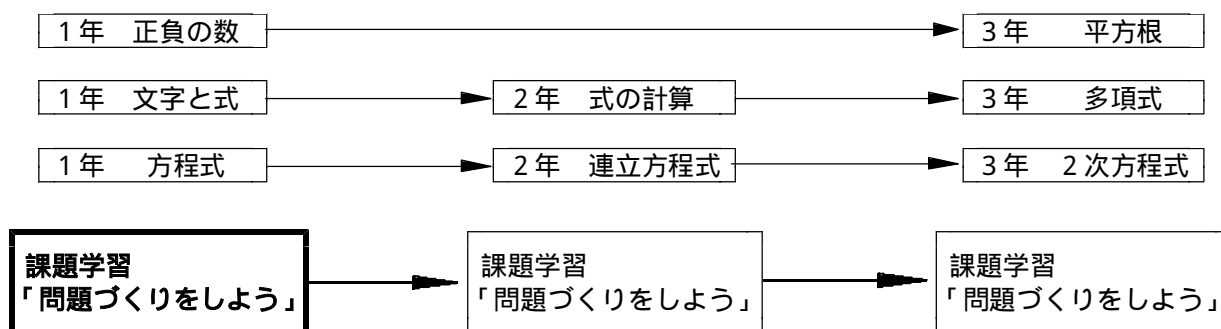 1年 正負の数
3年 平方根
1年 文字と式
2年 式の計算
3年 多項式
1年 方程式
2年 連立方程式
3年 2次方程式
課題学習
「問題づくりをしよう」
課題学習
「問題づくりをしよう」
課題学習
「問題づくりをしよう」